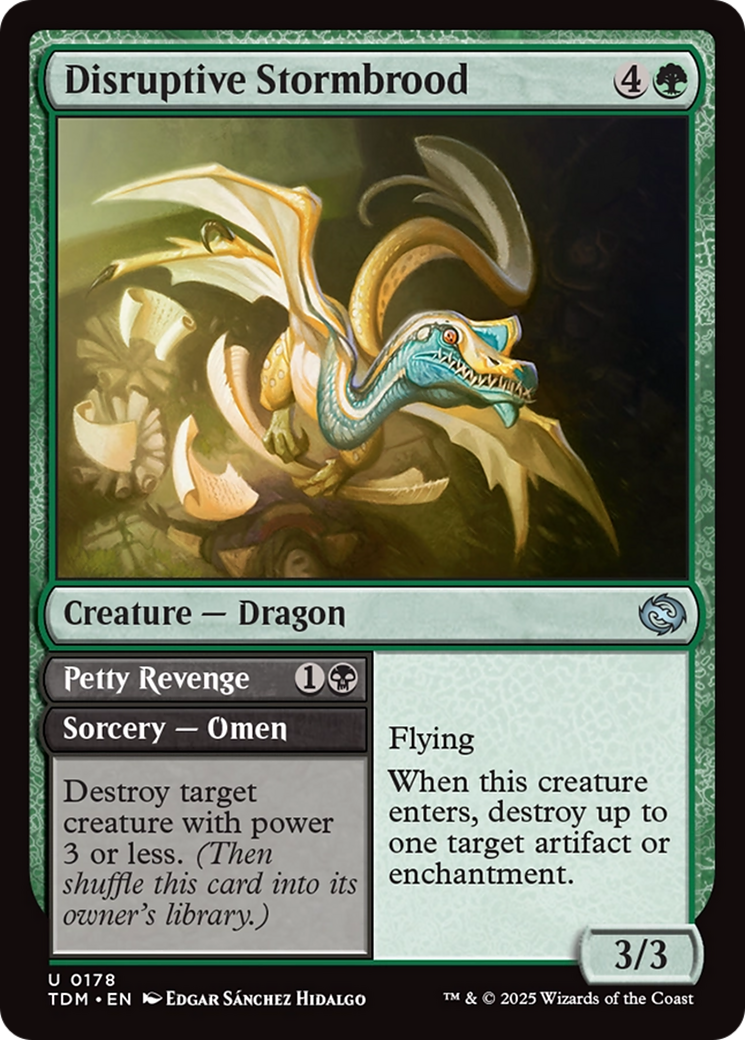 Disruptive Stormbrood 4
Creature — Dragon
Petty Revenge 1
Sorcery — Omen
Destroy target
creature with power
3 or less. (Then
shuffle this card into its
owner's library.)
Flying
When this creature
enters, destroy up to
one target artifact or
enchantment.
3/3
U 0178
TDM • EN Edgar Sánchez Hidalgo
™ & © 2025 Wizards of the Coast